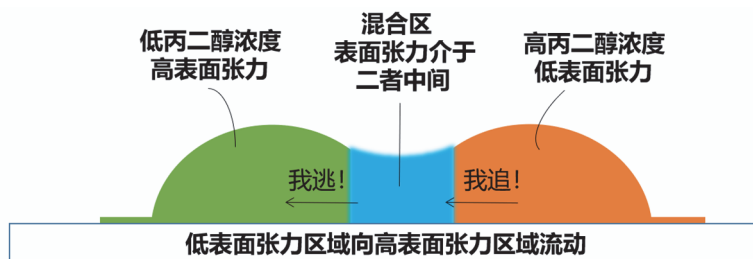 低丙二醇浓度
高表面张力
混合区
表面张力介于
二者中间
高丙二醇浓度
低表面张力
我逃！
我追！
低表面张力区域向高表面张力区域流动